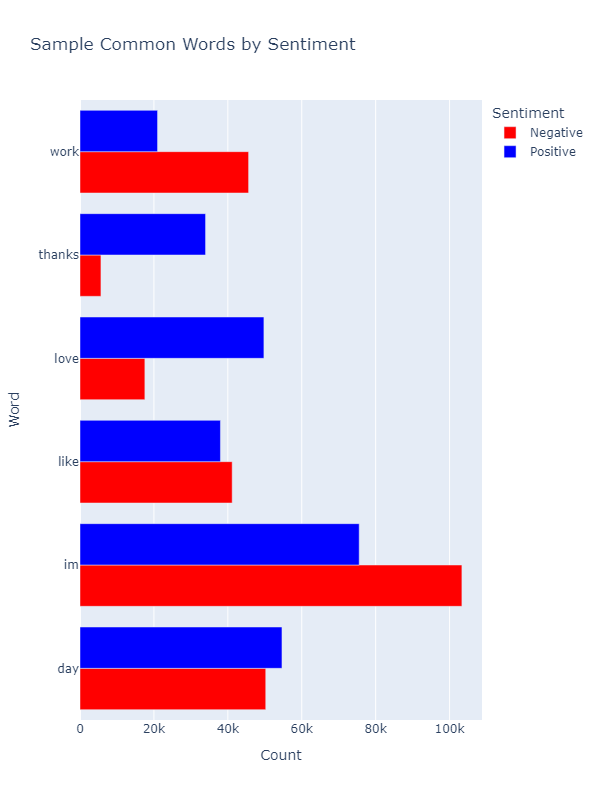 Sample Common Words by Sentiment
Sentiment
Negative
Positive
work
thanks
love
like
im
day
Word
0 20k 40k 60k 80k 100k
Count